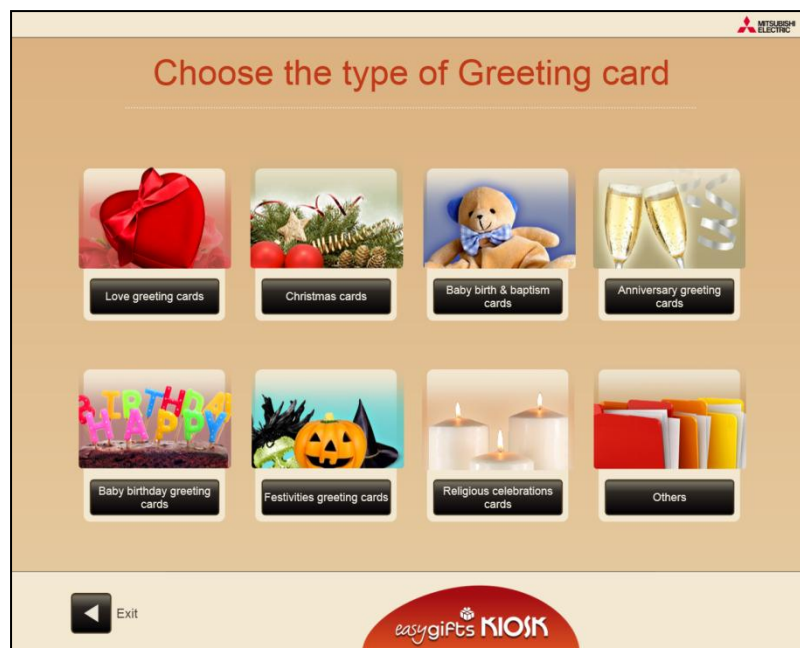 MITSUBISHI
ELECTRIC
Choose the type of Greeting card
Love greeting cards
Christmas cards
Baby birth & baptism
cards
Anniversary greeting
cards
BIRTHDAY
HAPPY
Baby birthday greeting
cards
Festivities greeting cards
Religious celebrations
cards
Others
Exit
easygifts KIOSK